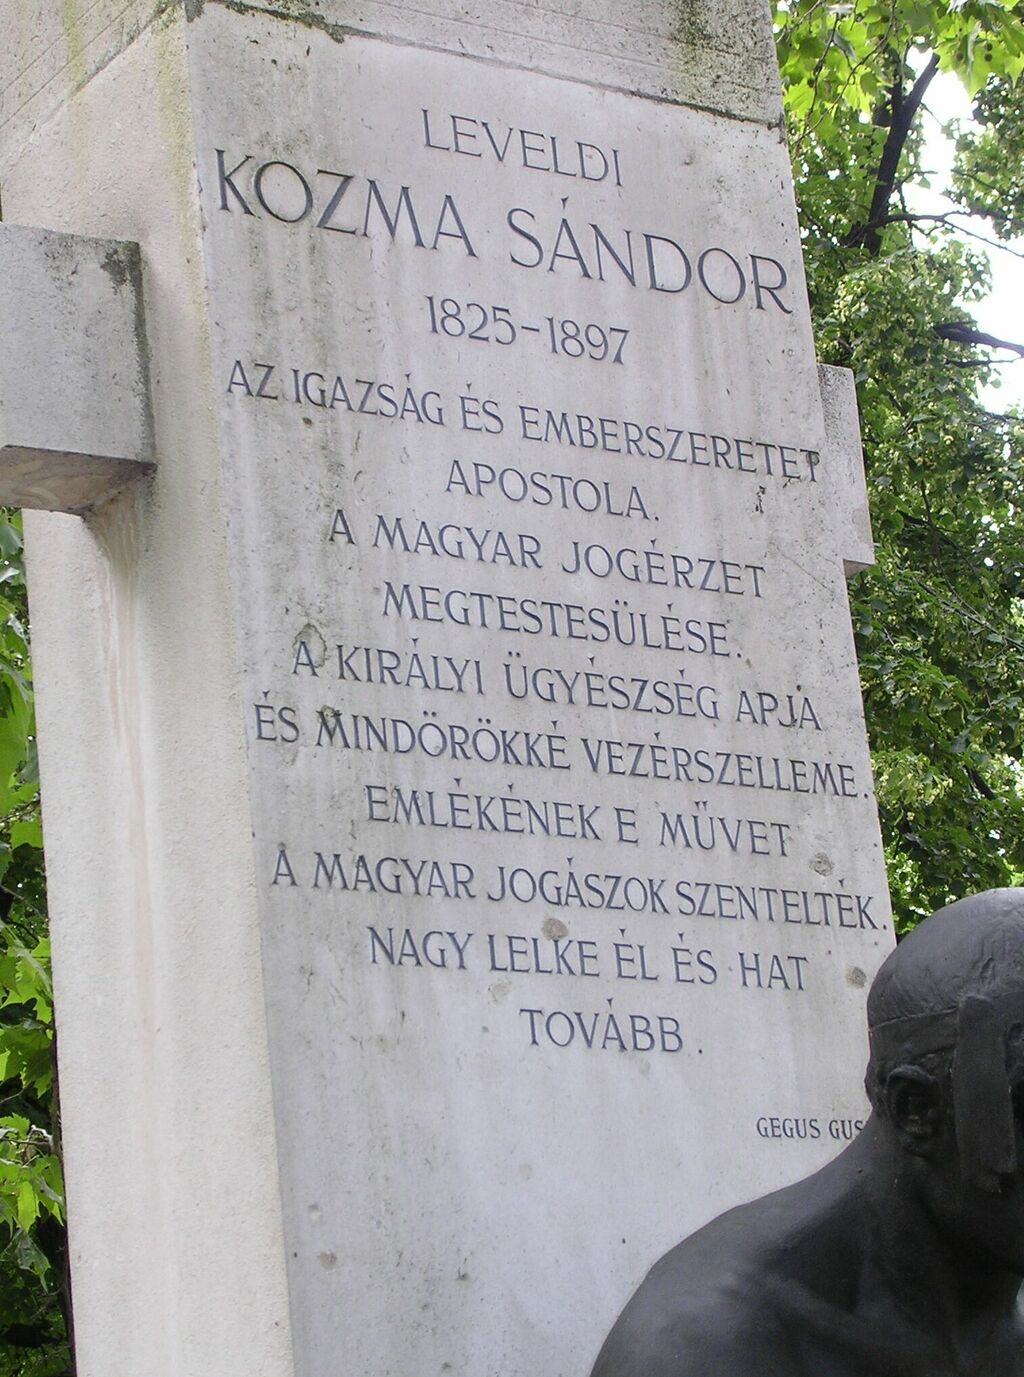 LEVELDI
KOZMA SÁNDOR
1825-1897
AZ IGAZSÁG ÉS EMBERSZERETET
APOSTOLA.
A MAGYAR JOGÉRZET
MEGTESTESÜLÉSE.
A KIRÁLYI ÜGYÉSZSÉG APJA
ÉS MINDÖRÖKKÉ VEZÉRSZELLEME.
EMLÉKÉNEK E MŰVET
A MAGYAR JOGÁSZOK SZENTELTÉK.
NAGY LELKE ÉL ÉS HAT
TOVÁBB.
GEGUS